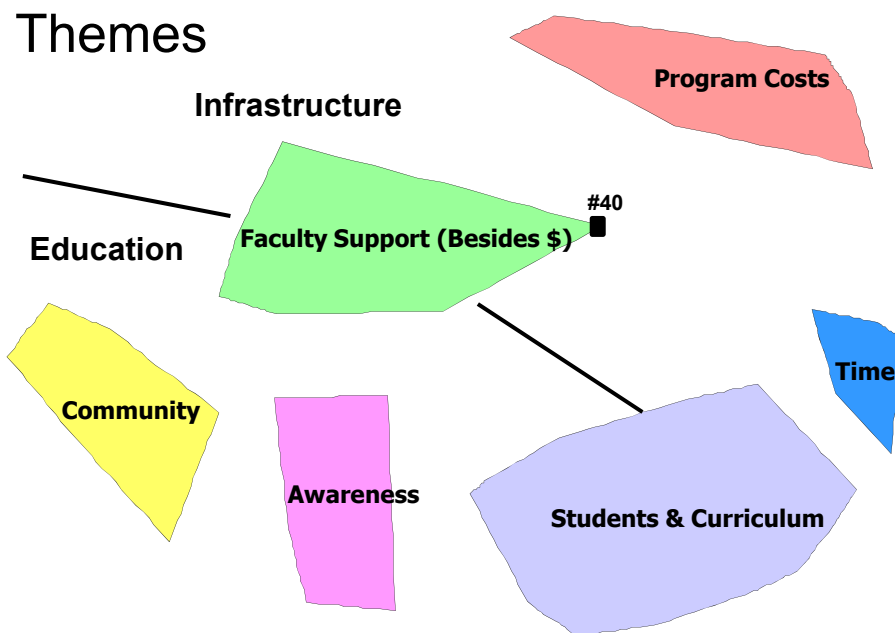 Themes
Program Costs
Infrastructure
#40
Faculty Support (Besides $)
Education
Time
Community
Awareness
Students & Curriculum